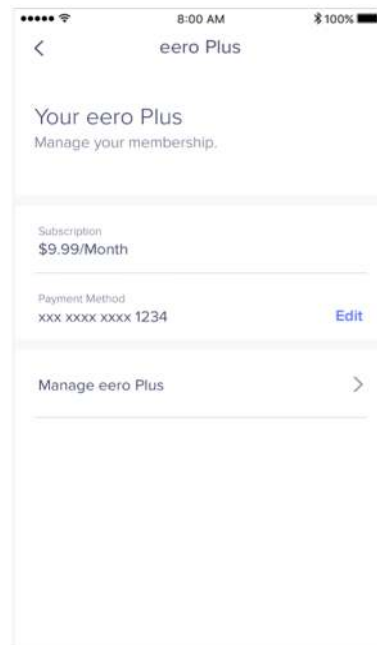 8:00 AM
100%
eero Plus
Your eero Plus
Manage your membership.
Subscription
$9.99/Month
Payment Method
xxx xxxx xxxx 1234
Edit
Manage eero Plus